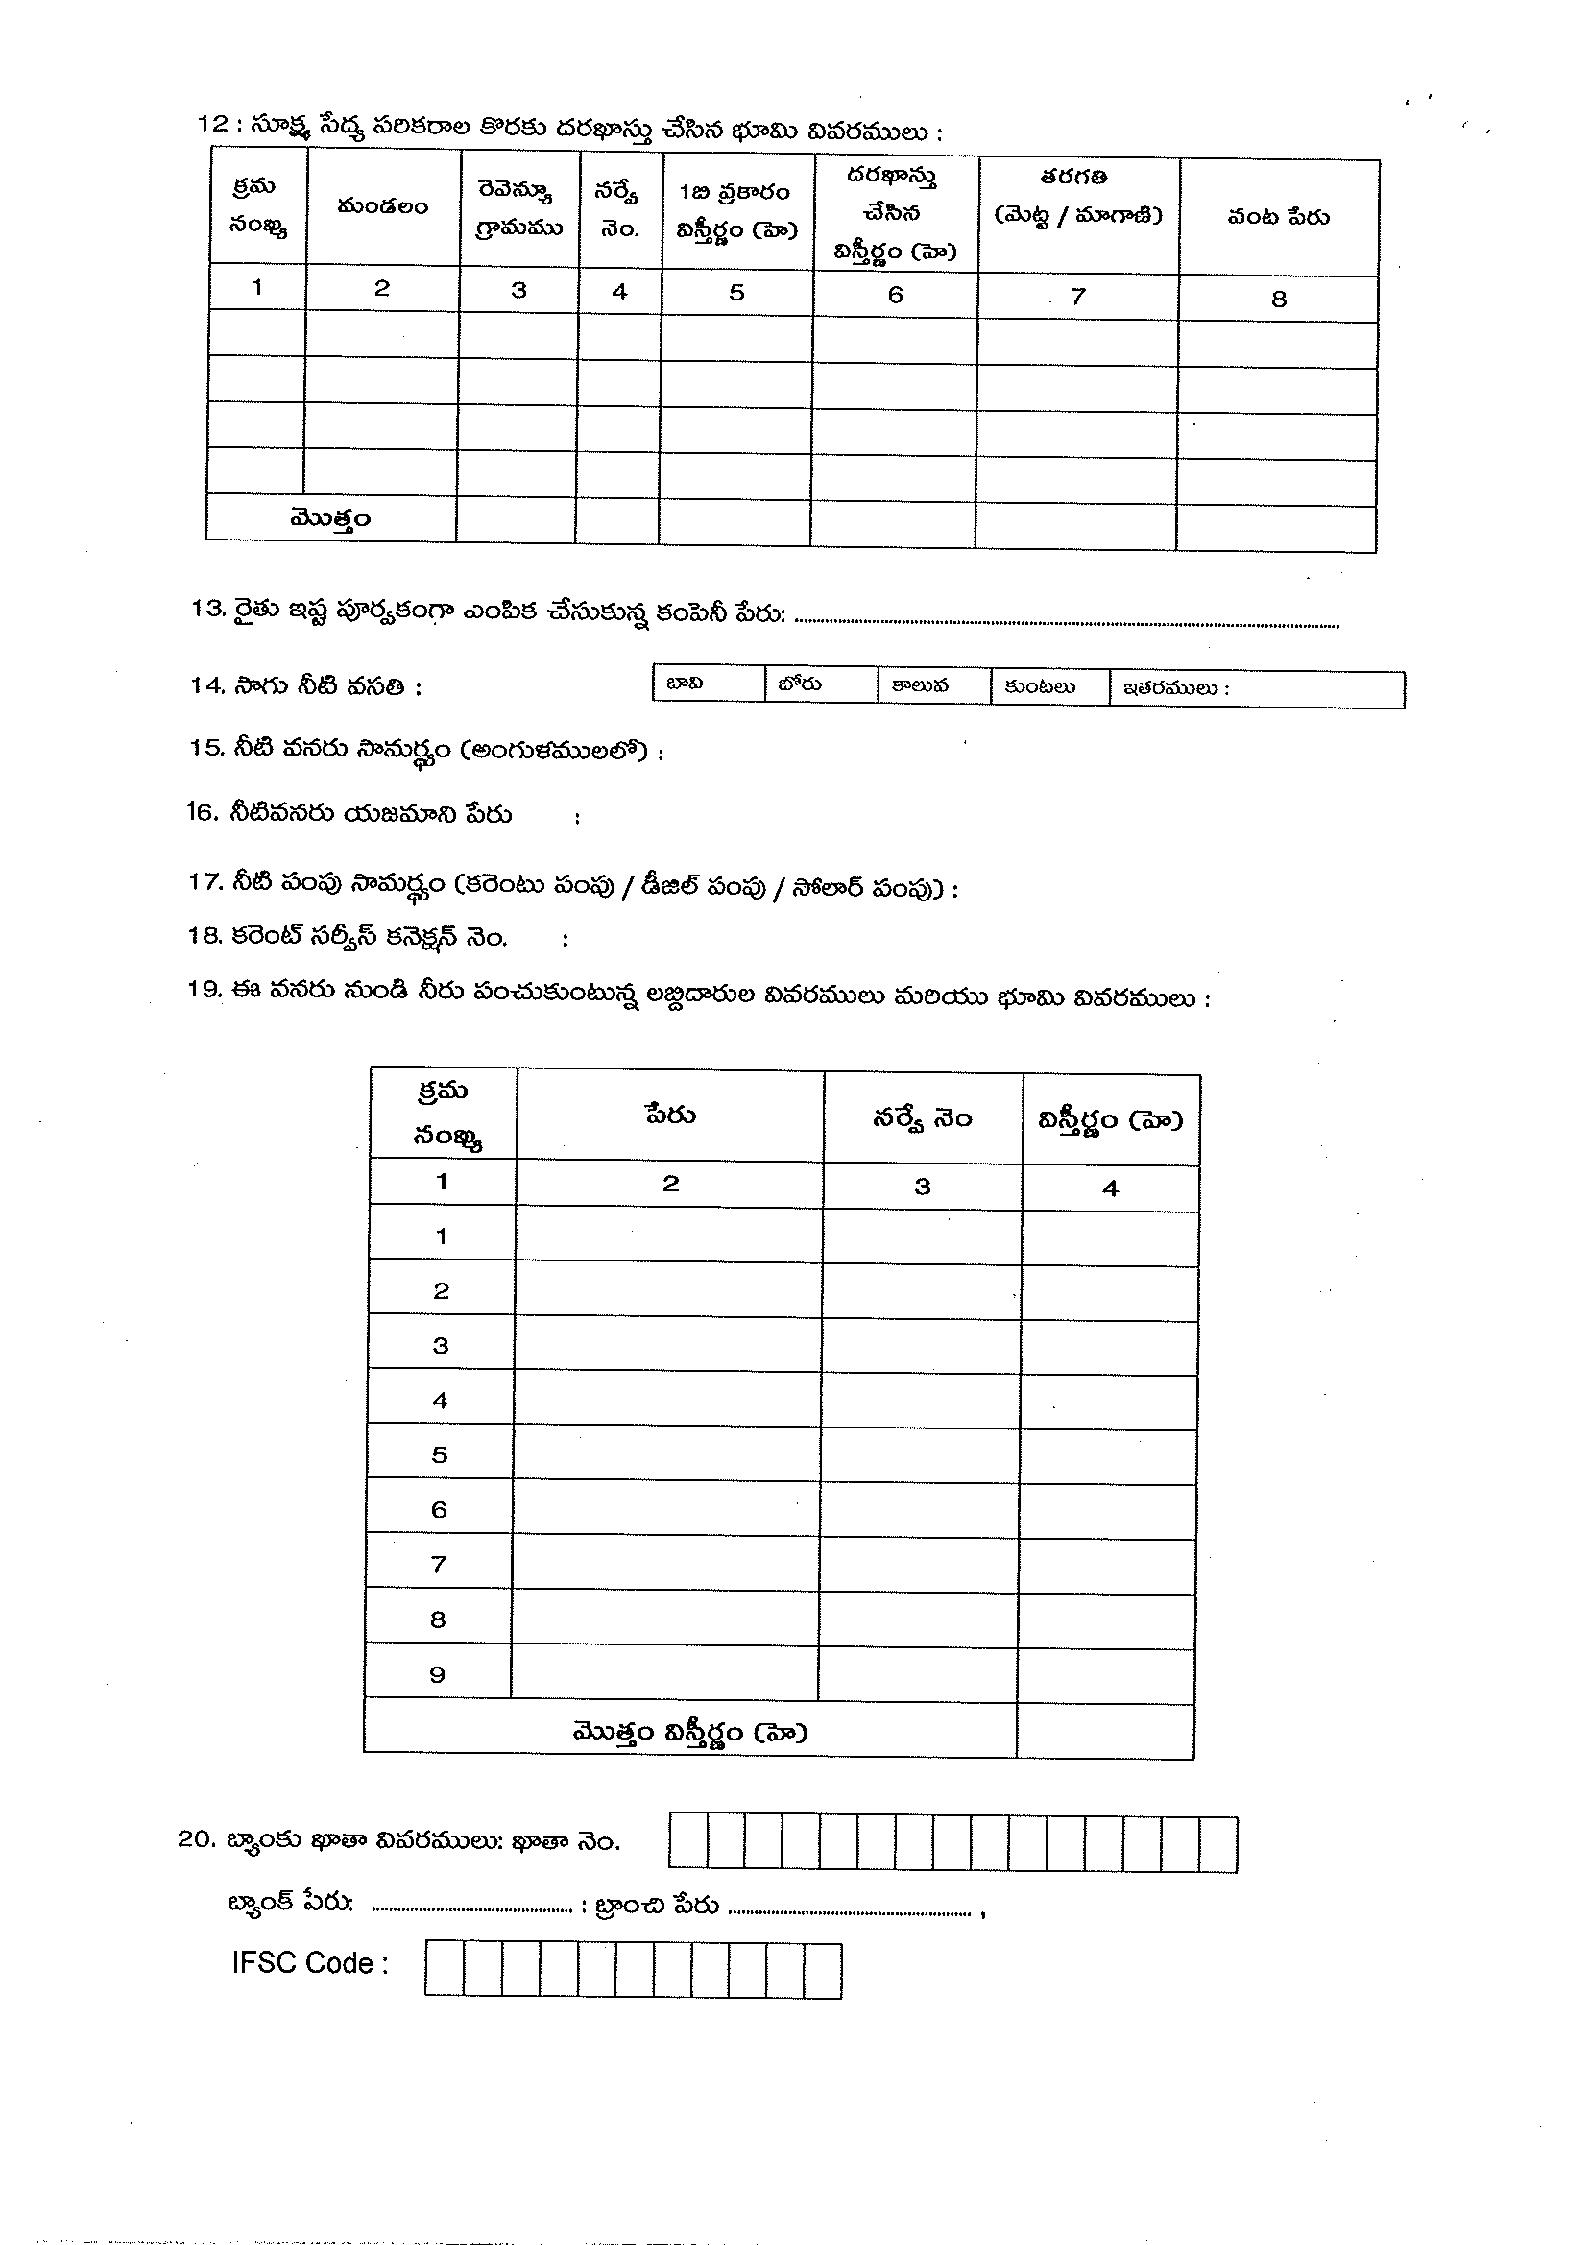 12 : సూక్ష్మ సేద్య పరికరాల కొరకు దరఖాస్తు చేసిన భూమి వివరములు :
క్రమ సంఖ్య | మండలం | రెవెన్యూ గ్రామము | సర్వే నెం. | 1బి ప్రకారం విస్తీర్ణం (హె) | దరఖాస్తు చేసిన విస్తీర్ణం (హె) | తరగతి (మెట్ట / మాగాణి) | పంట పేరు
1 2 3 4 5 6 7 8
మొత్తం
13. రైతు ఇష్ట పూర్వకంగా ఎంపిక చేసుకున్న కంపెనీ పేరు: ........................
14. సాగు నీటి వసతి : బావి బోరు కాలువ కుంటలు ఇతరములు :
15. నీటి వనరు సామర్థ్యం (అంగుళములలో) :
16. నీటివనరు యజమాని పేరు :
17. నీటి పంపు సామర్థ్యం (కరెంటు పంపు / డీజిల్ పంపు / సోలార్ పంపు) :
18. కరెంట్ సర్వీస్ కనెక్షన్ నెం. :
19. ఈ వనరు నుండి నీరు పంచుకుంటున్న లబ్దిదారుల వివరములు మరియు భూమి వివరములు :
క్రమ సంఖ్య | పేరు | సర్వే నెం | విస్తీర్ణం (హె)
1 2 3 4
1
2
3
4
5
6
7
8
9
మొత్తం విస్తీర్ణం (హె)
20. బ్యాంకు ఖాతా వివరములు: ఖాతా నెం.
బ్యాంక్ పేరు: ........................ : బ్రాంచి పేరు ........................ ,
IFSC Code :